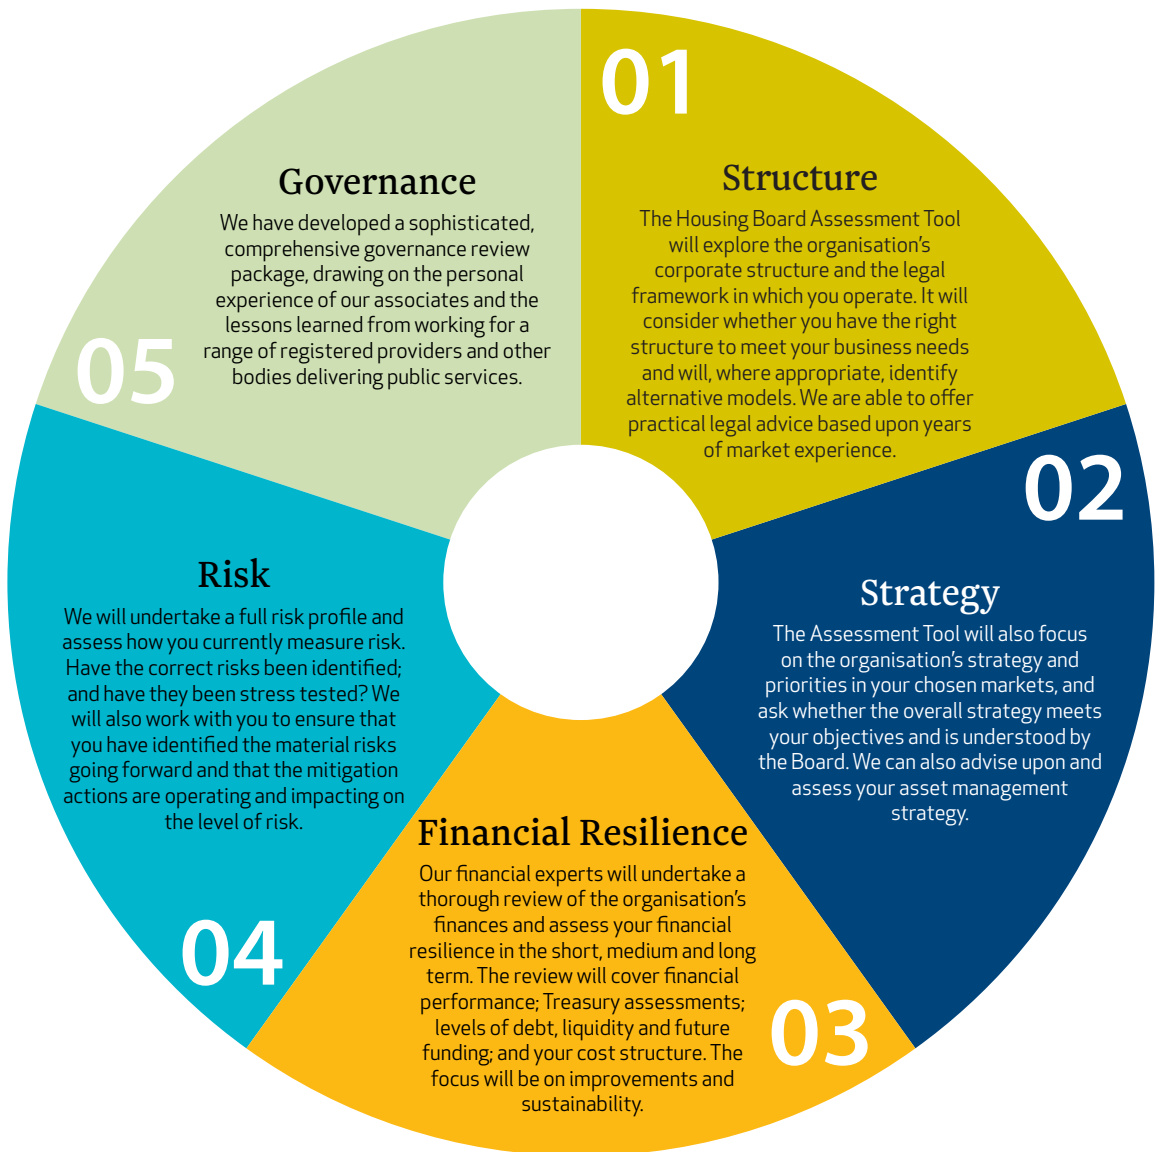 01
Structure
The Housing Board Assessment Tool
will explore the organisation's
corporate structure and the legal
framework in which you operate. It will
consider whether you have the right
structure to meet your business needs
and will, where appropriate, identify
alternative models. We are able to offer
practical legal advice based upon years
of market experience.
02
Strategy
The Assessment Tool will also focus
on the organisation's strategy and
priorities in your chosen markets, and
ask whether the overall strategy meets
your objectives and is understood by
the Board. We can also advise upon and
assess your asset management
strategy.
03
Financial Resilience
Our financial experts will undertake a
thorough review of the organisation's
finances and assess your financial
resilience in the short, medium and long
term. The review will cover financial
performance; Treasury assessments;
levels of debt, liquidity and future
funding; and your cost structure. The
focus will be on improvements and
sustainability.
04
Risk
We will undertake a full risk profile and
assess how you currently measure risk.
Have the correct risks been identified;
and have they been stress tested? We
will also work with you to ensure that
you have identified the material risks
going forward and that the mitigation
actions are operating and impacting on
the level of risk.
05
Governance
We have developed a sophisticated,
comprehensive governance review
package, drawing on the personal
experience of our associates and the
lessons learned from working for a
range of registered providers and other
bodies delivering public services.